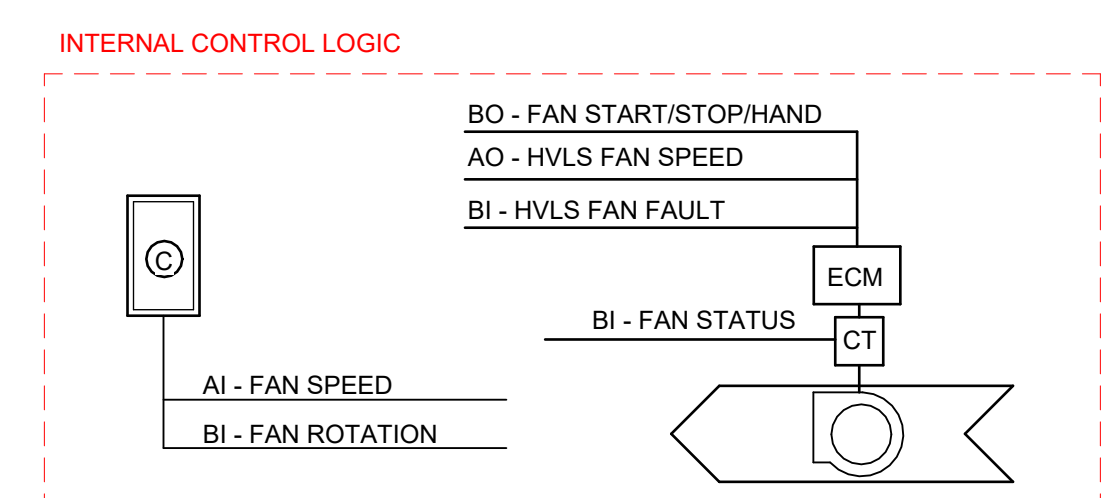 INTERNAL CONTROL LOGIC
BO - FAN START/STOP/HAND
AO - HVLS FAN SPEED
BI - HVLS FAN FAULT
C
ECM
BI - FAN STATUS
CT
AI - FAN SPEED
BI - FAN ROTATION